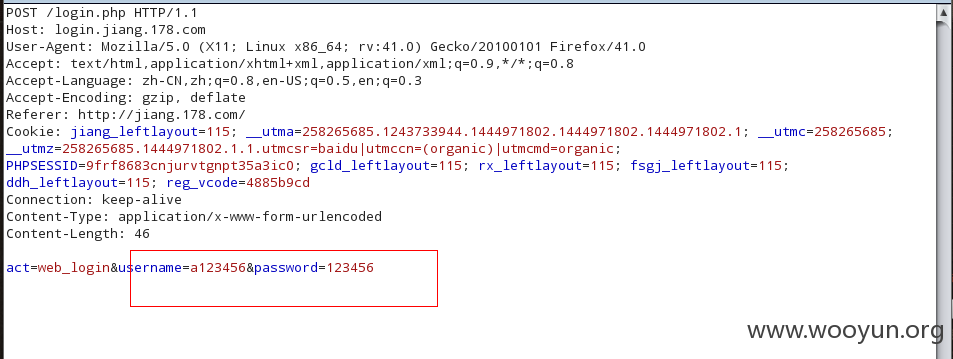 POST /login.php HTTP/1.1
Host: login.jiang.178.com
User-Agent: Mozilla/5.0 (X11; Linux x86_64; rv:41.0) Gecko/20100101 Firefox/41.0
Accept: text/html,application/xhtml+xml,application/xml;q=0.9,*/*;q=0.8
Accept-Language: zh-CN,zh;q=0.8,en-US;q=0.5,en;q=0.3
Accept-Encoding: gzip, deflate
Referer: http://jiang.178.com/
Cookie: jiang_leftlayout=115; __utma=258265685.1243733944.1444971802.1444971802.1444971802.1; __utmc=258265685;
__utmz=258265685.1444971802.1.1.utmcsr=baidu|utmccn=(organic)|utmcmd=organic;
PHPSESSID=9frf8683cnjurvtgnpt35a3ic0; gcld_leftlayout=115; rx_leftlayout=115; fsgj_leftlayout=115;
ddh_leftlayout=115; reg_vcode=4885b9cd
Connection: keep-alive
Content-Type: application/x-www-form-urlencoded
Content-Length: 46
act=web_login&username=a123456&password=123456
www.wooyun.org